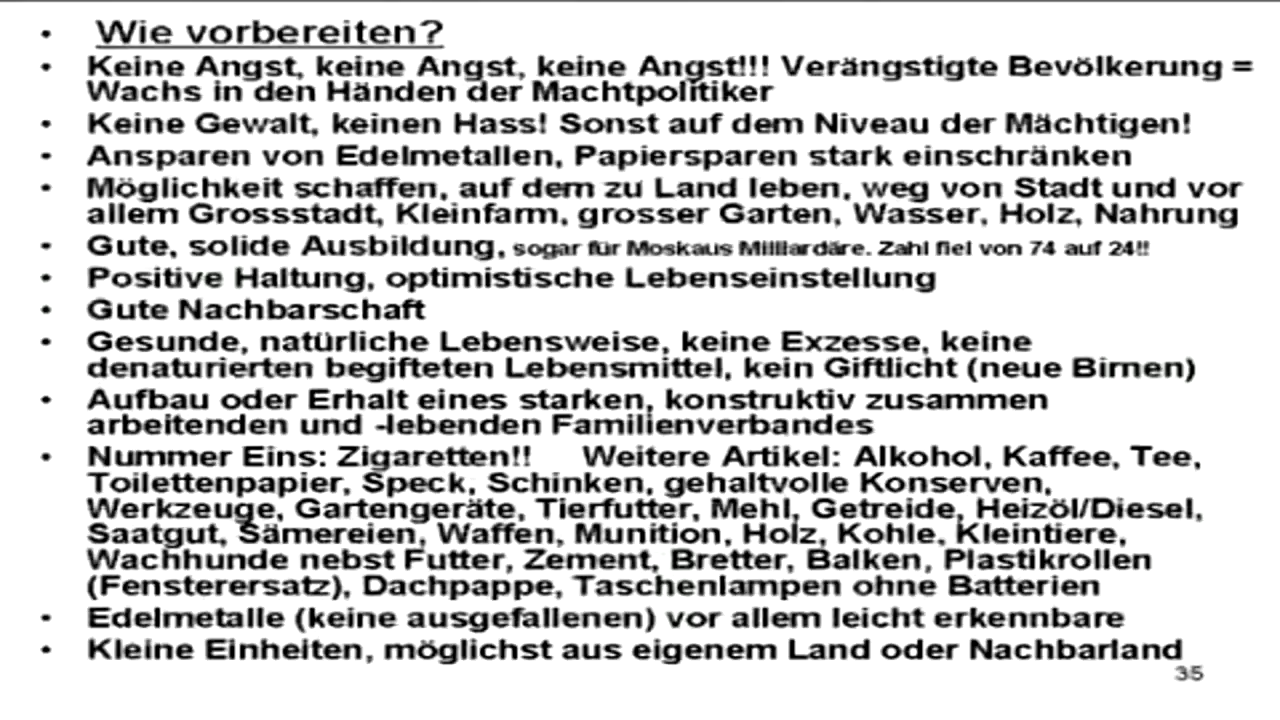 • Wie vorbereiten?
• Keine Angst, keine Angst, keine Angst!!! Verängstigte Bevölkerung =
Wachs in den Händen der Machtpolitiker
• Keine Gewalt, keinen Hass! Sonst auf dem Niveau der Mächtigen!
• Ansparen von Edelmetallen, Papiersparen stark einschränken
• Möglichkeit schaffen, auf dem zu Land leben, weg von Stadt und vor
allem Grossstadt, Kleinfarm, grosser Garten, Wasser, Holz, Nahrung
• Gute, solide Ausbildung, sogar für Moskaus Milliardäre. Zahl fiel von 74 auf 24!!
• Positive Haltung, optimistische Lebenseinstellung
• Gute Nachbarschaft
• Gesunde, natürliche Lebensweise, keine Exzesse, keine
denaturierten begifteten Lebensmittel, kein Giftlicht (neue Birnen)
• Aufbau oder Erhalt eines starken, konstruktiv zusammen
arbeitenden und -lebenden Familienverbandes
• Nummer Eins: Zigaretten!! Weitere Artikel: Alkohol, Kaffee, Tee,
Toilettenpapier, Speck, Schinken, gehaltvolle Konserven,
Werkzeuge, Gartengeräte, Tierfutter, Mehl, Getreide, Heizöl/Diesel,
Saatgut, Sämereien, Waffen, Munition, Holz, Kohle, Kleintiere,
Wachhunde nebst Futter, Zement, Bretter, Balken, Plastikrollen
(Fensterersatz), Dachpappe, Taschenlampen ohne Batterien
• Edelmetalle (keine ausgefallenen) vor allem leicht erkennbare
• Kleine Einheiten, möglichst aus eigenem Land oder Nachbarland
35